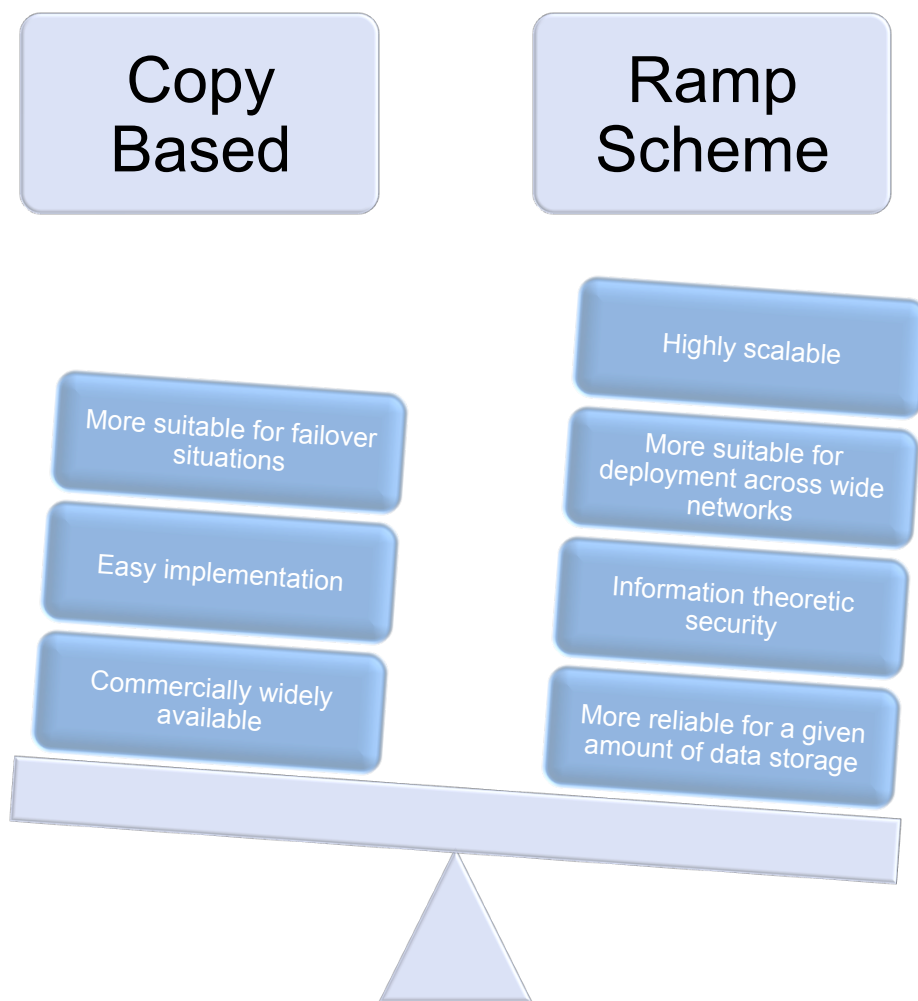 Copy
Based
Ramp
Scheme
More suitable for failover
situations
Easy implementation
Commercially widely
available
Highly scalable
More suitable for
deployment across wide
networks
Information theoretic
security
More reliable for a given
amount of data storage